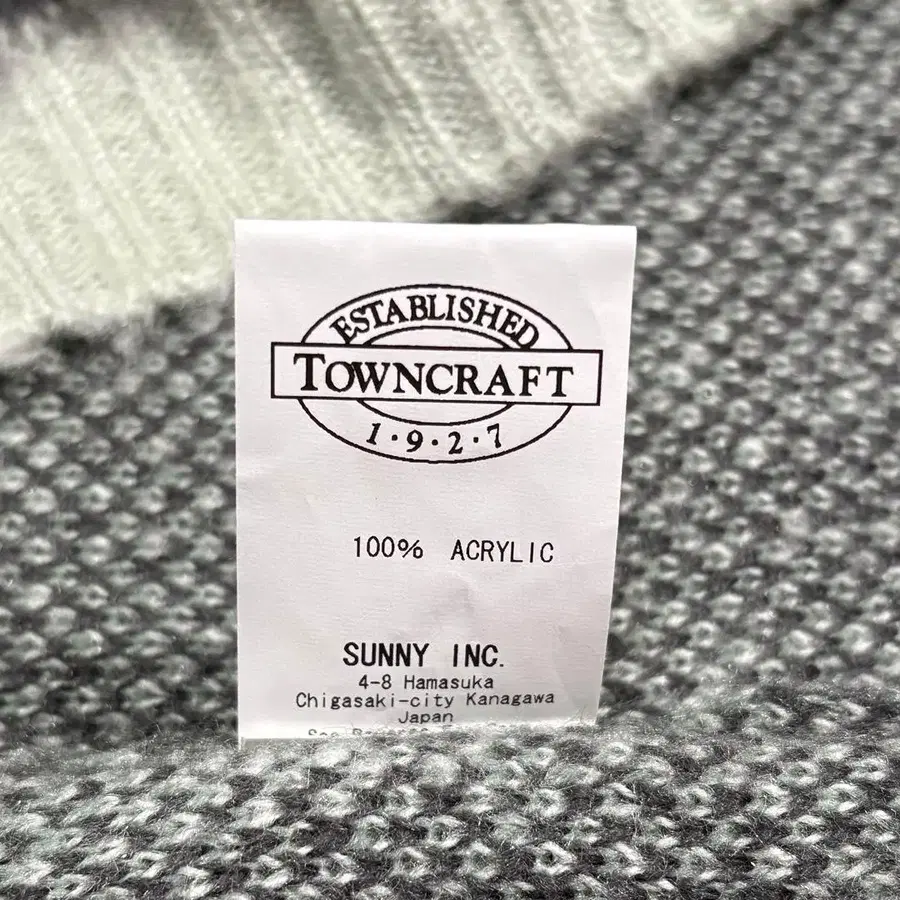 ESTABLISHED
TOWNCRAFT
1·9·2·7
100% ACRYLIC
SUNNY INC.
4-8 Hamasuka
Chigasaki-city Kanagawa
Japan